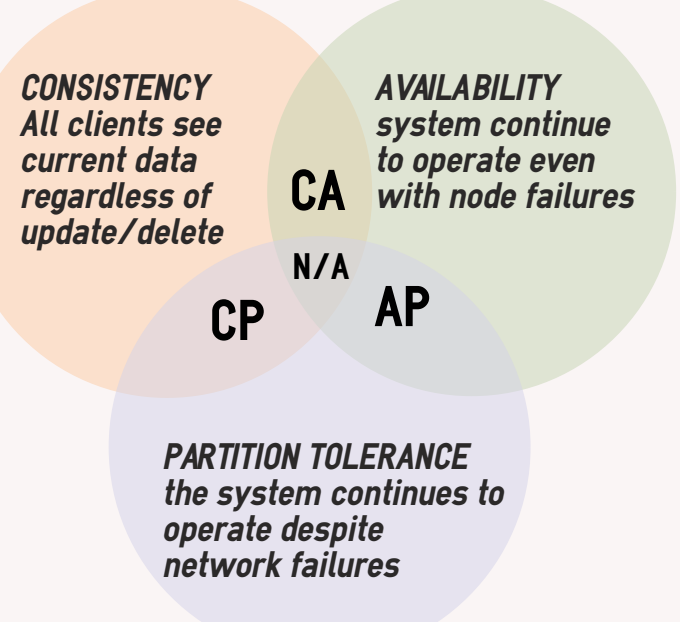 CONSISTENCY
All clients see
current data
regardless of
update/delete
AVAILABILITY
system continue
to operate even
with node failures
CA
N/A
CP
AP
PARTITION TOLERANCE
the system continues to
operate despite
network failures